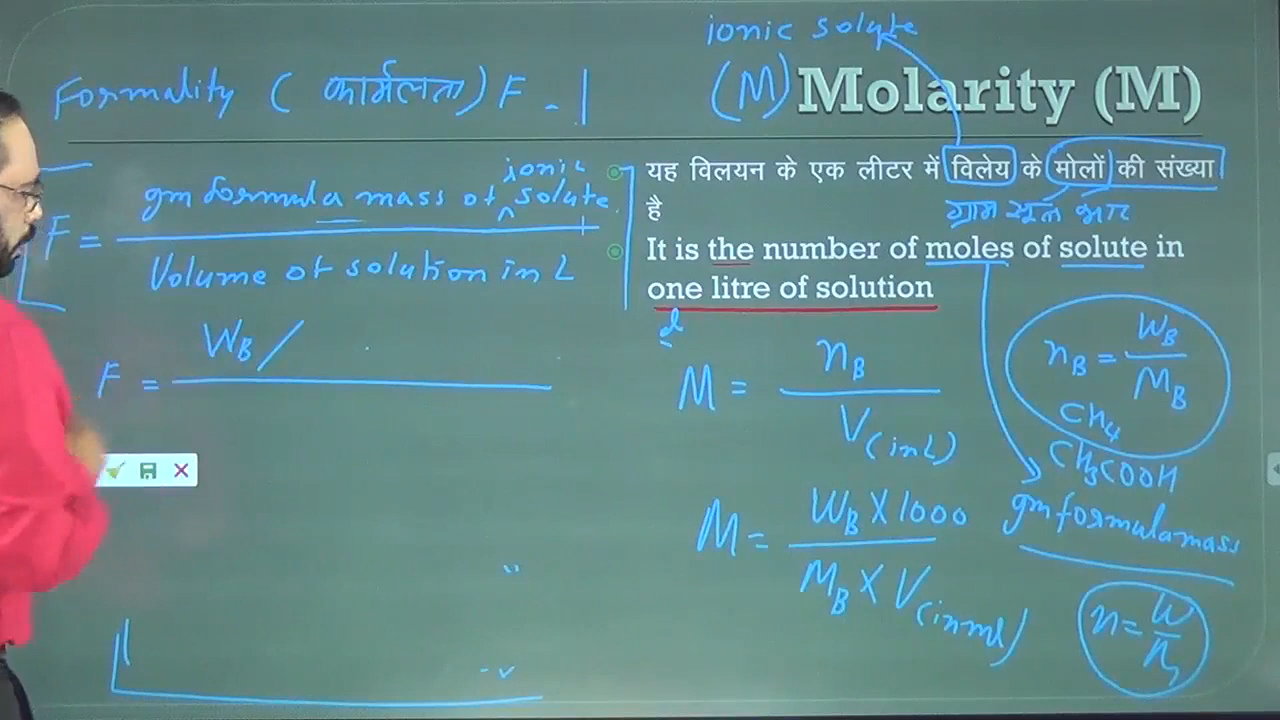 ionic solute
Formality ( कार्मलता ) F - 1
(M) Molarity (M)
F = gm formula mass of ionic solute / Volume of solution in L
यह विलयन के एक लीटर में विलेय के मोलों की संख्या
है
ग्राम सूत्र भार
It is the number of moles of solute in
one litre of solution
F = WB /
M = nB / V(in L)
nB = WB / MB
CH4
CH3COOH
gm formula mass
M = WB X 1000 / MB X V(in ml)
n = W / M